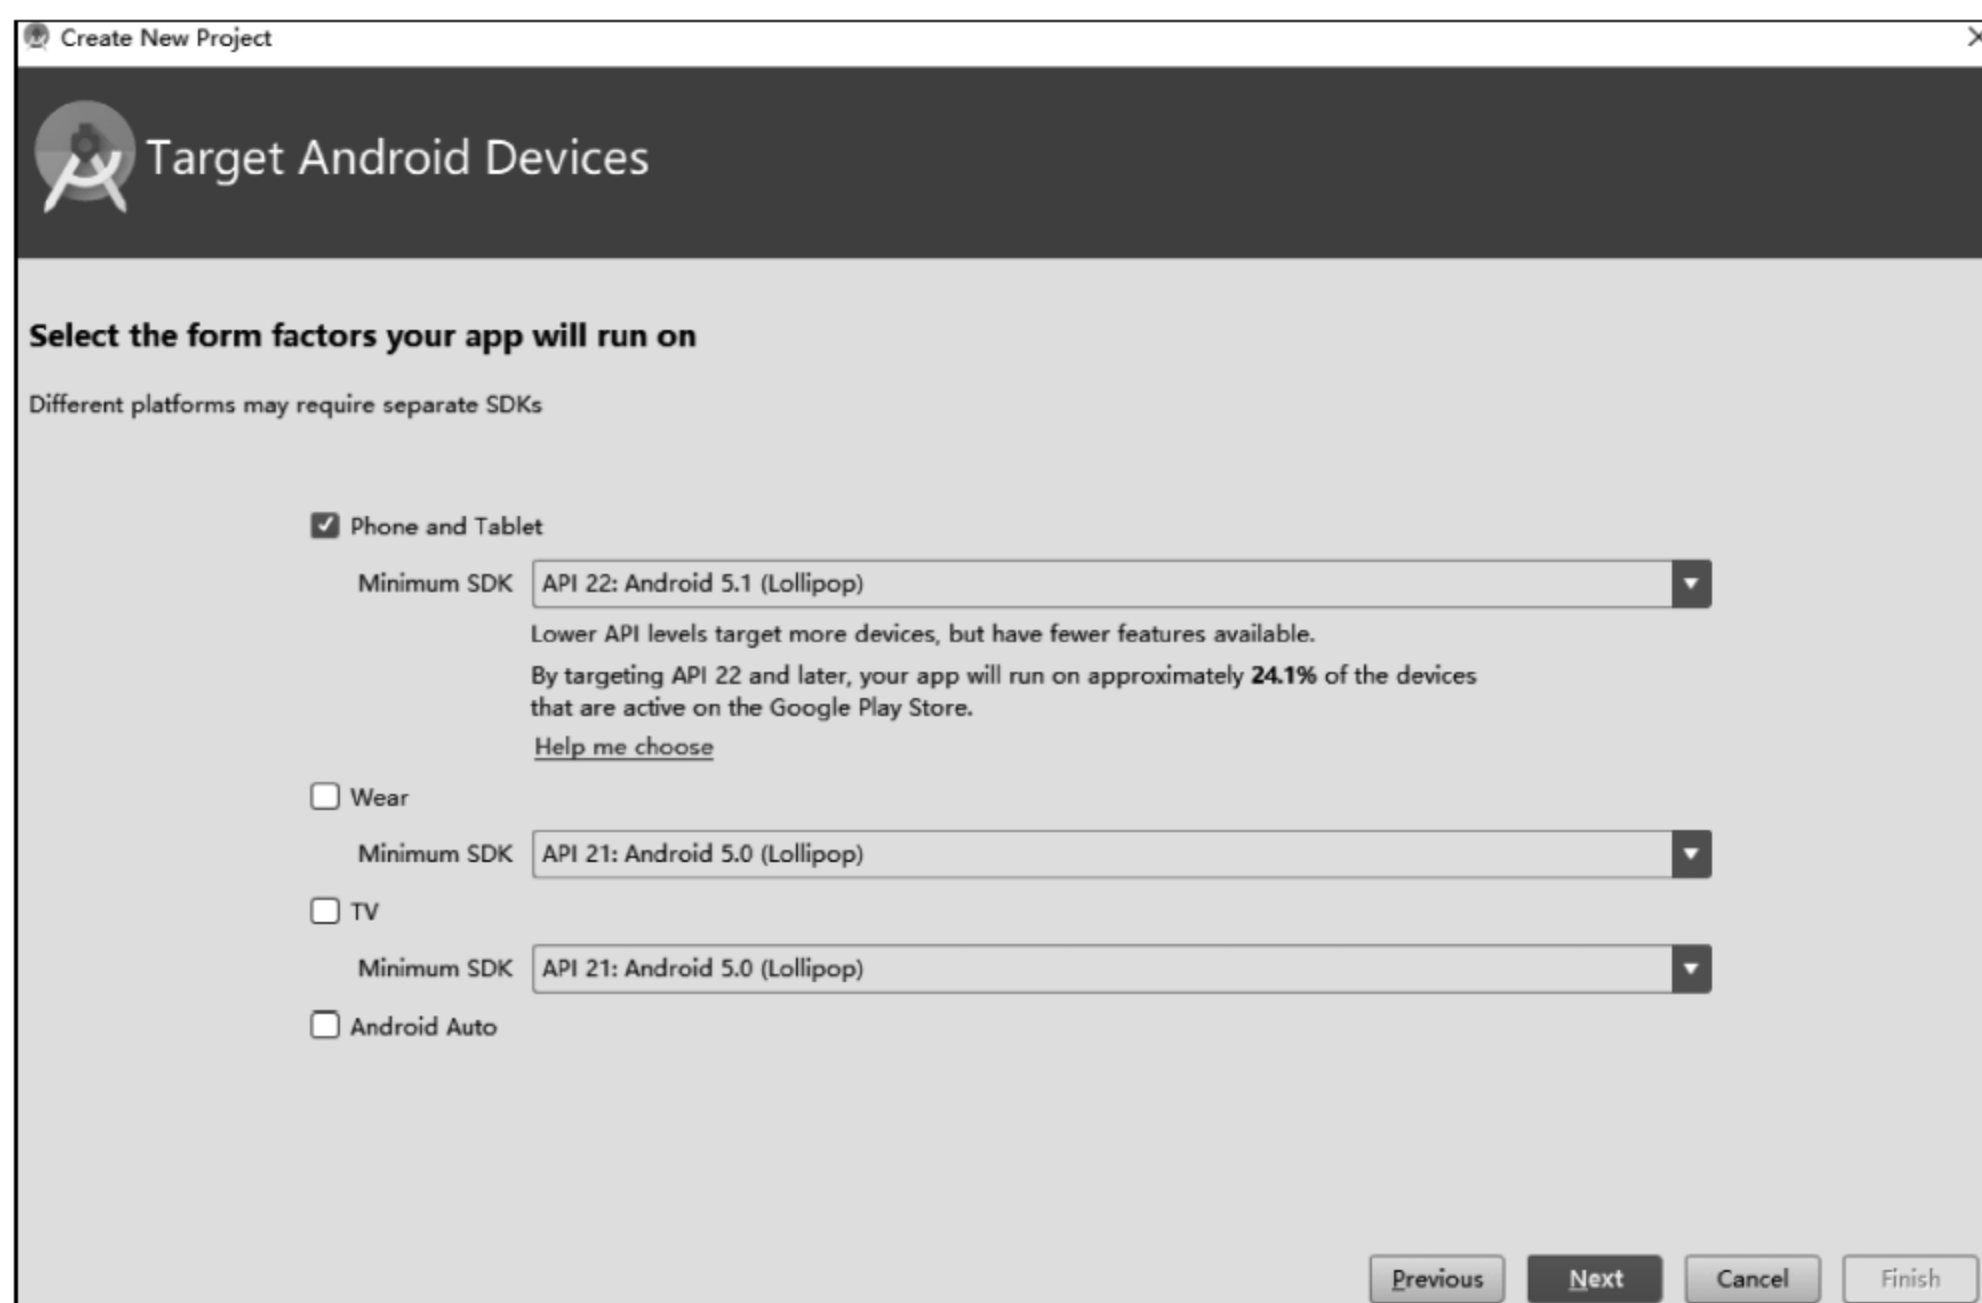 Create New Project
Target Android Devices
Select the form factors your app will run on
Different platforms may require separate SDKs
Phone and Tablet
Minimum SDK API 22: Android 5.1 (Lollipop)
Lower API levels target more devices, but have fewer features available.
By targeting API 22 and later, your app will run on approximately 24.1% of the devices
that are active on the Google Play Store.
Help me choose
Wear
Minimum SDK API 21: Android 5.0 (Lollipop)
TV
Minimum SDK API 21: Android 5.0 (Lollipop)
Android Auto
Previous Next Cancel Finish